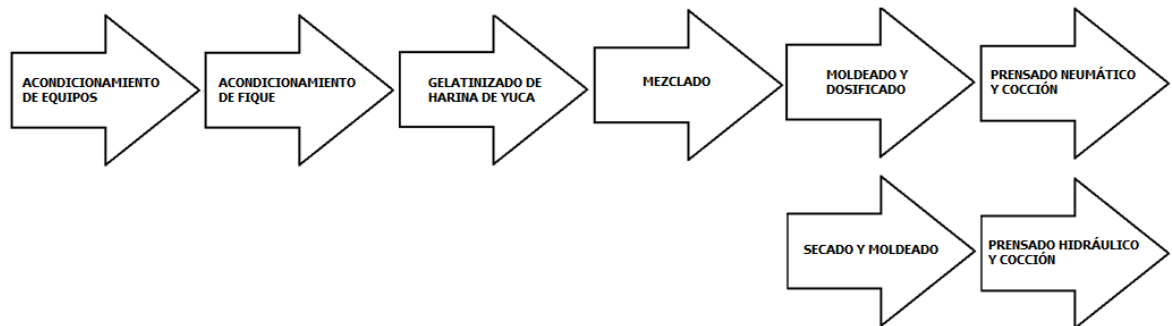 ACONDICIONAMIENTO
DE EQUIPOS
ACONDICIONAMIENTO
DE FIQUE
GELATINIZADO DE
HARINA DE YUCA
MEZCLADO
MOLDEADO Y
DOSIFICADO
PRENSADO NEUMÁTICO
Y COCCIÓN
SECADO Y MOLDEADO
PRENSADO HIDRÁULICO
Y COCCIÓN